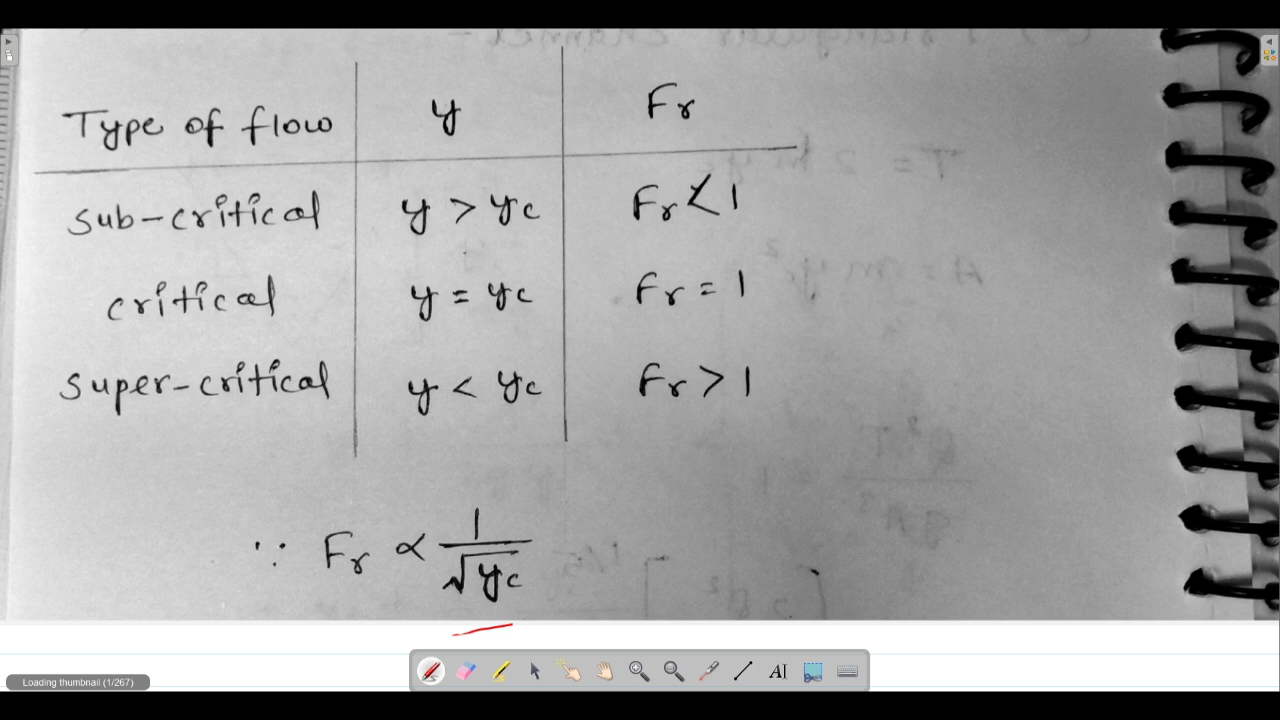 Type of flow y Fr
Sub-critical y > yc Fr < 1
critical y = yc Fr = 1
Super-critical y < yc Fr > 1
∵ Fr ∝ 1/√yc
Loading thumbnail (1/267)
AI